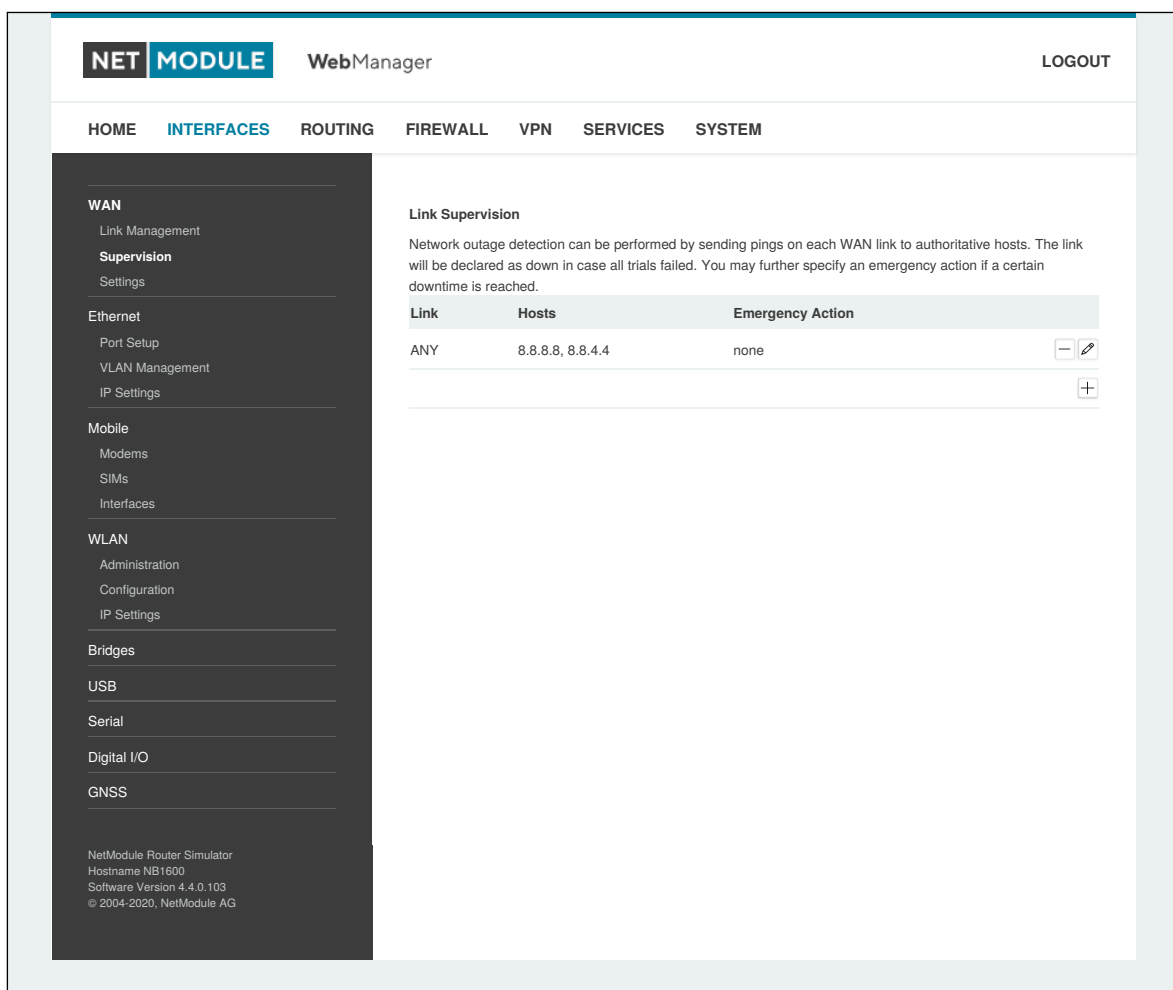 NET MODULE WebManager LOGOUT
HOME INTERFACES ROUTING FIREWALL VPN SERVICES SYSTEM
WAN
Link Management
Supervision
Settings
Ethernet
Port Setup
VLAN Management
IP Settings
Mobile
Modems
SIMs
Interfaces
WLAN
Administration
Configuration
IP Settings
Bridges
USB
Serial
Digital I/O
GNSS
NetModule Router Simulator
Hostname NB1600
Software Version 4.4.0.103
© 2004-2020, NetModule AG
Link Supervision
Network outage detection can be performed by sending pings on each WAN link to authoritative hosts. The link
will be declared as down in case all trials failed. You may further specify an emergency action if a certain
downtime is reached.
Link Hosts Emergency Action
ANY 8.8.8.8, 8.8.4.4 none